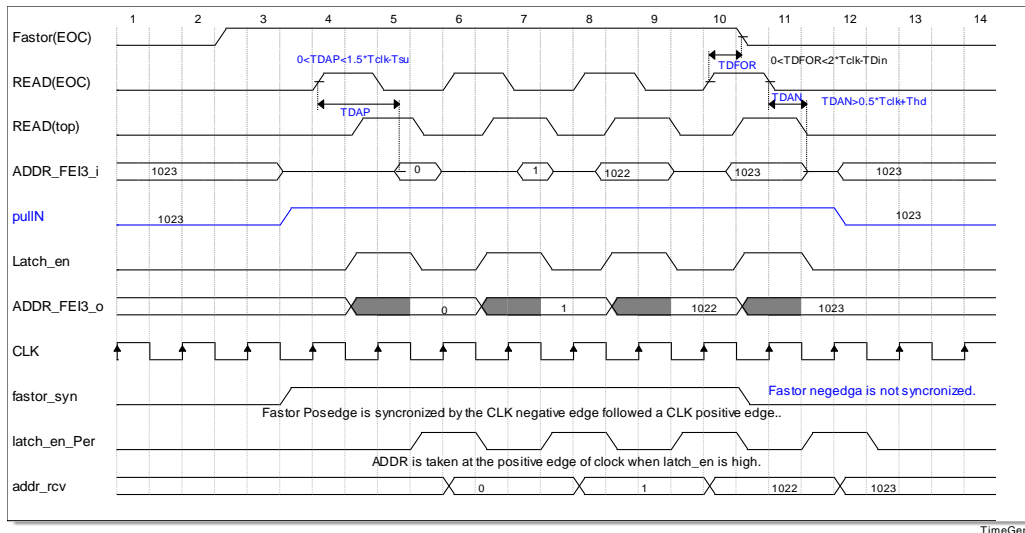 1 2 3 4 5 6 7 8 9 10 11 12 13 14
Fastor(EOC)
0<TDAP<1.5*Tclk-Tsu
TDFOR
0<TDFOR<2*Tclk-TDin
READ(EOC)
TDAP
TDAN
TDAN>0.5*Tclk+Thd
READ(top)
ADDR_FEI3_i 1023 0 1 1022 1023 1023
pullN 1023 1023
Latch_en
ADDR_FEI3_o 0 1 1022 1023
CLK
fastor_syn
Fastor negedga is not syncronized.
Fastor Posedge is syncronized by the CLK negative edge followed a CLK positive edge..
latch_en_Per
ADDR is taken at the positive edge of clock when latch_en is high.
addr_rcv 0 1 1022 1023